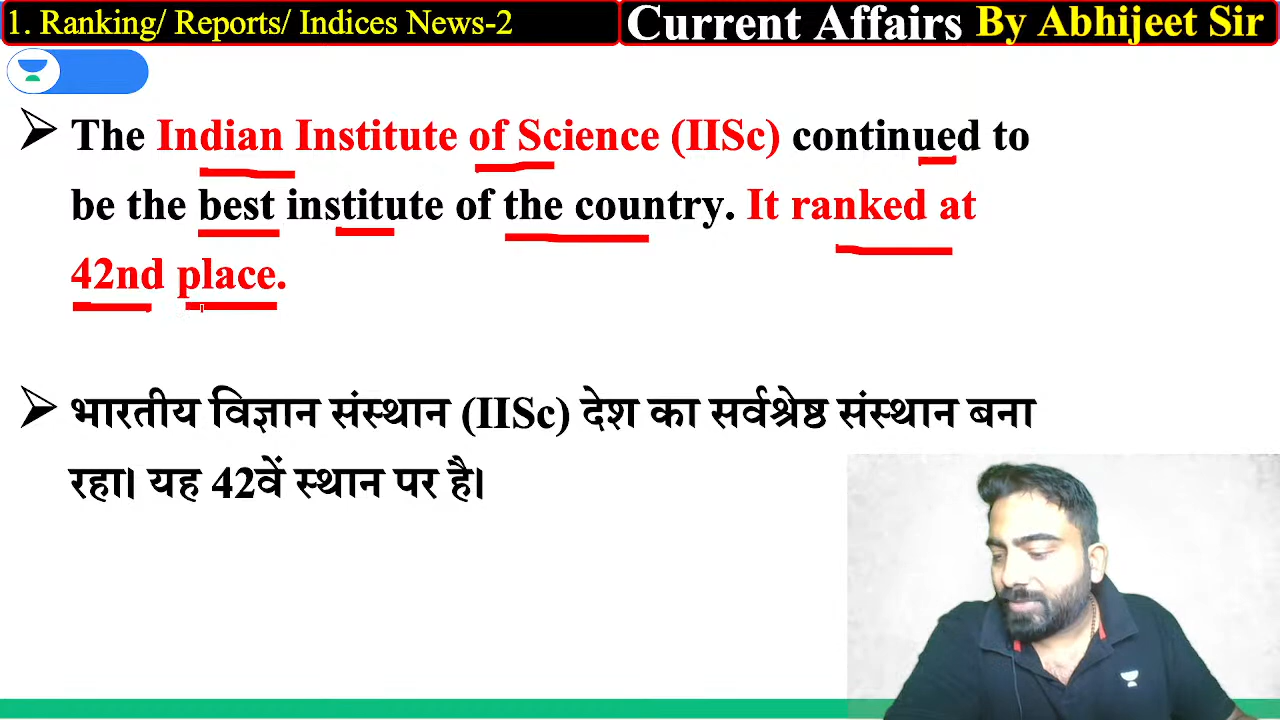 1. Ranking/ Reports/ Indices News-2
Current Affairs By Abhijeet Sir
The Indian Institute of Science (IISc) continued to
be the best institute of the country. It ranked at
42nd place.
भारतीय विज्ञान संस्थान (IISc) देश का सर्वश्रेष्ठ संस्थान बना
रहा। यह 42वें स्थान पर है।